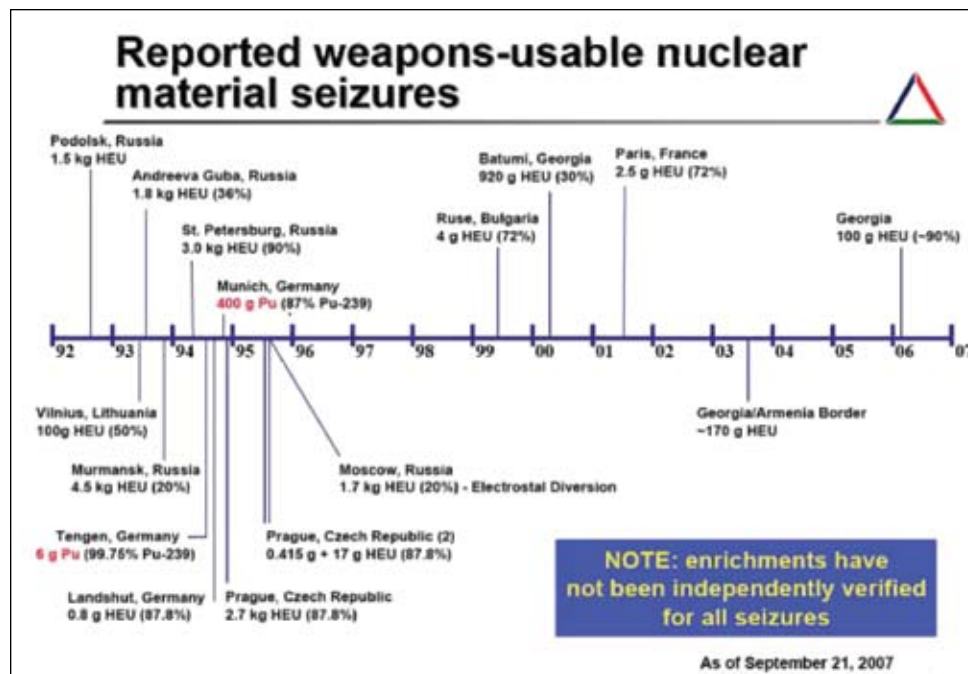 Reported weapons-usable nuclear
material seizures
Podolsk, Russia
1.5 kg HEU
Andreeva Guba, Russia
1.8 kg HEU (36%)
St. Petersburg, Russia
3.0 kg HEU (90%)
Munich, Germany
400 g Pu (87% Pu-239)
Batumi, Georgia
920 g HEU (30%)
Paris, France
2.5 g HEU (72%)
Ruse, Bulgaria
4 g HEU (72%)
Georgia
100 g HEU (~90%)
'92 '93 '94 '95 '96 '97 '98 '99 '00 '01 '02 '03 '04 '05 '06 '07
Vilnius, Lithuania
100g HEU (50%)
Murmansk, Russia
4.5 kg HEU (20%)
Tengen, Germany
6 g Pu (99.75% Pu-239)
Landshut, Germany
0.8 g HEU (87.8%)
Prague, Czech Republic
2.7 kg HEU (87.8%)
Prague, Czech Republic (2)
0.415 g + 17 g HEU (87.8%)
Moscow, Russia
1.7 kg HEU (20%) - Electrostal Diversion
Georgia/Armenia Border
~170 g HEU
NOTE: enrichments have
not been independently verified
for all seizures
As of September 21, 2007